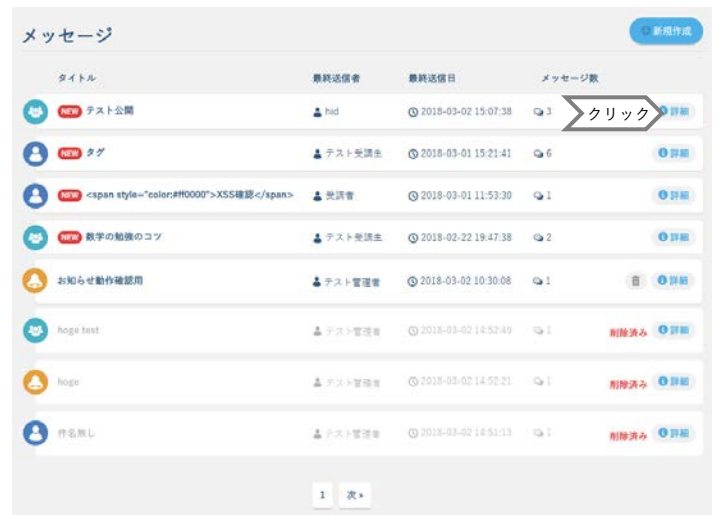 メッセージ
新規作成
タイトル 最終送信者 最終送信日 メッセージ数
NEW テスト公開 hid 2018-03-02 15:07:38 3 クリック 詳細
NEW タグ テスト受講生 2018-03-01 15:21:41 6 詳細
NEW <span style="color:#ff0000">XSS確認</span> 受講者 2018-03-01 11:53:30 1 詳細
NEW 数学の勉強のコツ テスト受講生 2018-02-22 19:47:38 2 詳細
お知らせ動作確認用 テスト管理者 2018-03-02 10:30:08 1 詳細
hoge test テスト管理者 2018-03-02 14:52:49 1 削除済み 詳細
hoge テスト管理者 2018-03-02 14:52:21 1 削除済み 詳細
件名無し テスト管理者 2018-03-02 14:51:13 1 削除済み 詳細
1 次»